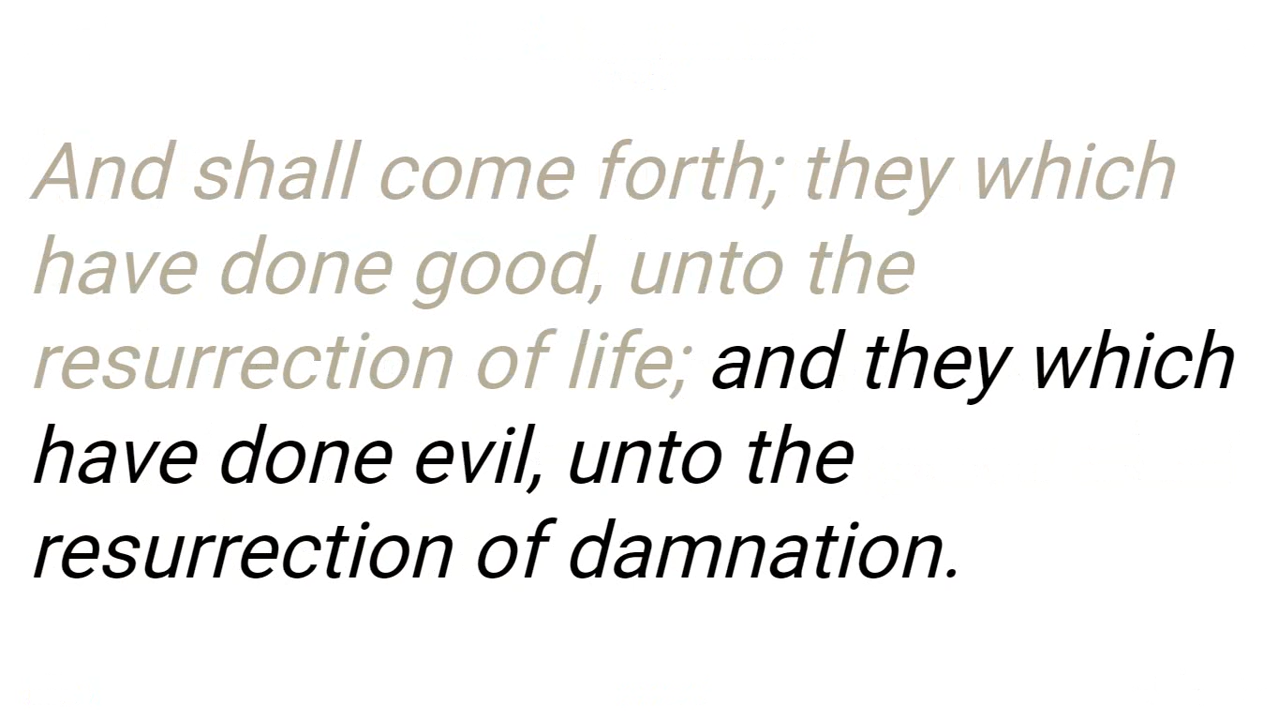 And shall come forth; they which
have done good, unto the
resurrection of life; and they which
have done evil, unto the
resurrection of damnation.